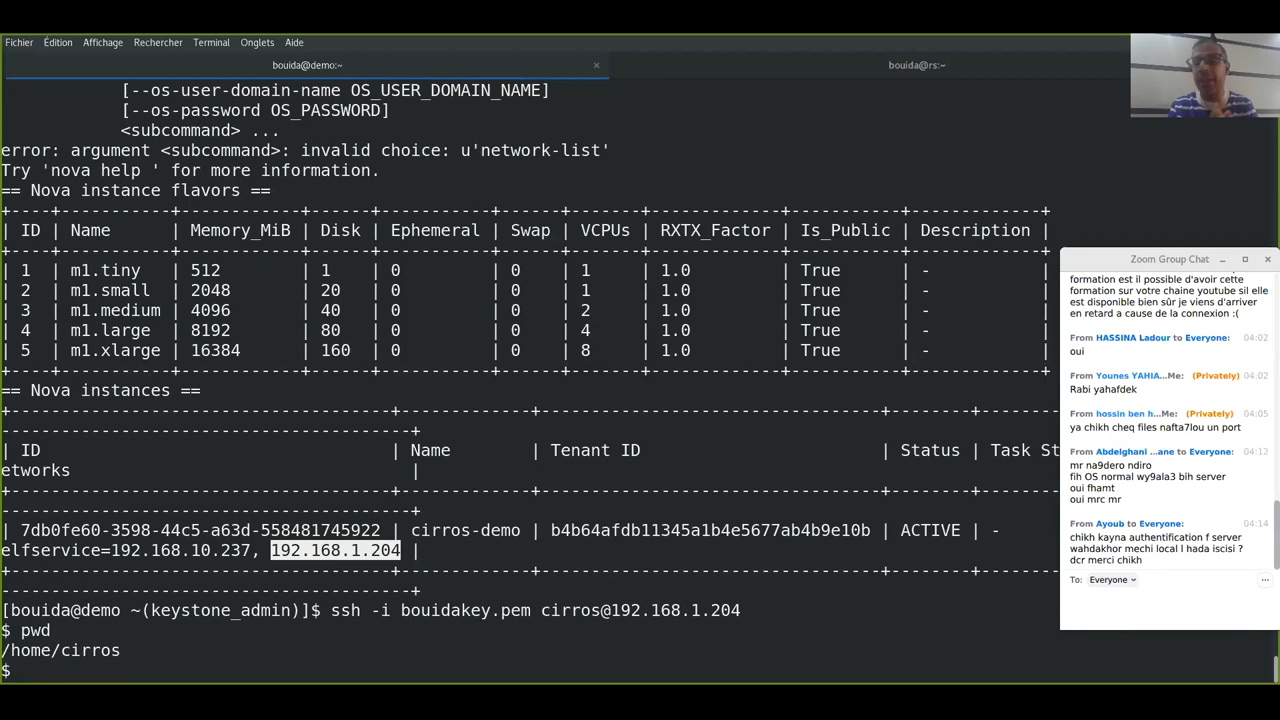 Fichier Édition Affichage Rechercher Terminal Onglets Aide
bouida@demo:~ × bouida@rs:~
[--os-user-domain-name OS_USER_DOMAIN_NAME]
[--os-password OS_PASSWORD]
<subcommand> ...
error: argument <subcommand>: invalid choice: u'network-list'
Try 'nova help ' for more information.
== Nova instance flavors ==
+----+-----------+------------+------+-----------+------+-------+-------------+-----------+-------------+
| ID | Name | Memory_MiB | Disk | Ephemeral | Swap | VCPUs | RXTX_Factor | Is_Public | Description |
+----+-----------+------------+------+-----------+------+-------+-------------+-----------+-------------+
| 1 | m1.tiny | 512 | 1 | 0 | 0 | 1 | 1.0 | True | - |
| 2 | m1.small | 2048 | 20 | 0 | 0 | 1 | 1.0 | True | - |
| 3 | m1.medium | 4096 | 40 | 0 | 0 | 2 | 1.0 | True | - |
| 4 | m1.large | 8192 | 80 | 0 | 0 | 4 | 1.0 | True | - |
| 5 | m1.xlarge | 16384 | 160 | 0 | 0 | 8 | 1.0 | True | - |
+----+-----------+------------+------+-----------+------+-------+-------------+-----------+-------------+
== Nova instances ==
+--------------------------------------+-------------+----------------------------------+--------+--------
-----------------------------------------+
| ID | Name | Tenant ID | Status | Task St
etworks |
+--------------------------------------+-------------+----------------------------------+--------+--------
-----------------------------------------+
| 7db0fe60-3598-44c5-a63d-558481745922 | cirros-demo | b4b64afdb11345a1b4e5677ab4b9e10b | ACTIVE | -
elfservice=192.168.10.237, 192.168.1.204 |
+--------------------------------------+-------------+----------------------------------+--------+--------
-----------------------------------------+
[bouida@demo ~(keystone_admin)]$ ssh -i bouidakey.pem cirros@192.168.1.204
$ pwd
/home/cirros
$
Zoom Group Chat
formation est il possible d'avoir cette
formation sur votre chaine youtube sil elle
est disponible bien sûr je viens d'arriver
en retard a cause de la connexion :(
From HASSINA Ladour to Everyone: 04:02
oui
From Younes YAHIA...Me: (Privately) 04:02
Rabi yahafdek
From hossin ben h...Me: (Privately) 04:05
ya chikh cheq files nafta7lou un port
From Abdelghani ...ane to Everyone: 04:12
mr na9dero ndiro
fih OS normal wy9ala3 bih server
oui fhamt
oui mrc mr
From Ayoub to Everyone: 04:14
chikh kayna authentification f server
wahdakhor mechi local l hada iscisi ?
dcr merci chikh
To: Everyone ...